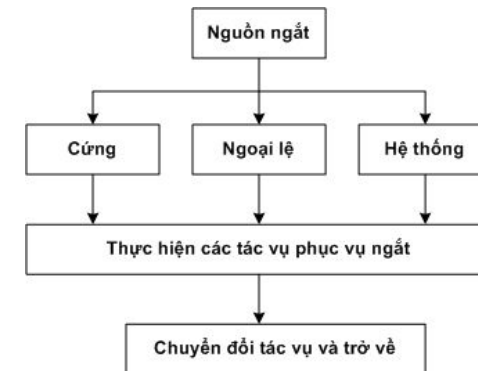 Nguồn ngắt
Cứng
Ngoại lệ
Hệ thống
Thực hiện các tác vụ phục vụ ngắt
Chuyển đổi tác vụ và trở về